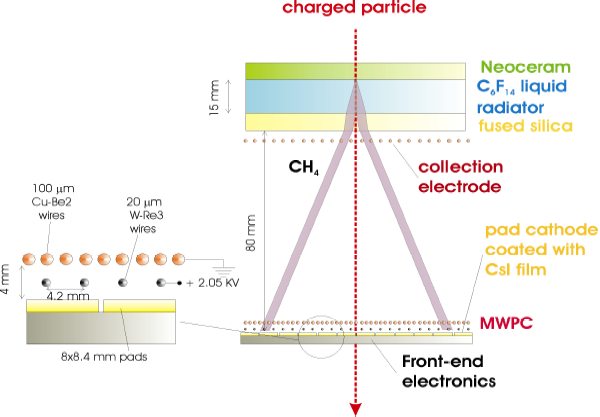 charged particle
Neoceram
C₆F₁₄ liquid
radiator
fused silica
15 mm
CH₄
collection
electrode
80 mm
100 µm
Cu-Be2
wires
20 µm
W-Re3
wires
pad cathode
coated with
CsI film
4 mm
4.2 mm
+ 2.05 KV
MWPC
8x8.4 mm pads
Front-end
electronics